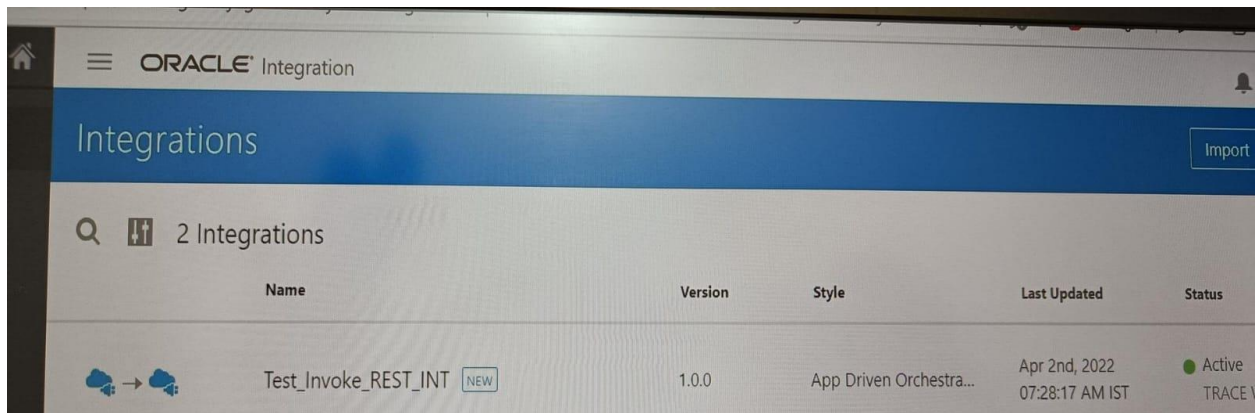 ORACLE Integration
Integrations
Import
2 Integrations
Name Version Style Last Updated Status
Test_Invoke_REST_INT NEW 1.0.0 App Driven Orchestra... Apr 2nd, 2022 Active
07:28:17 AM IST TRACE